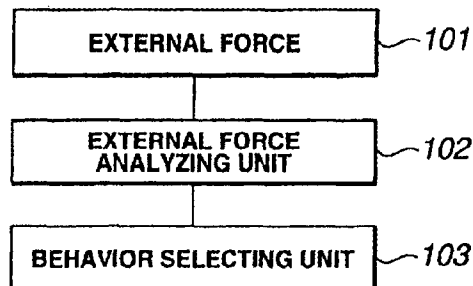 EXTERNAL FORCE 101
EXTERNAL FORCE
ANALYZING UNIT 102
BEHAVIOR SELECTING UNIT 103